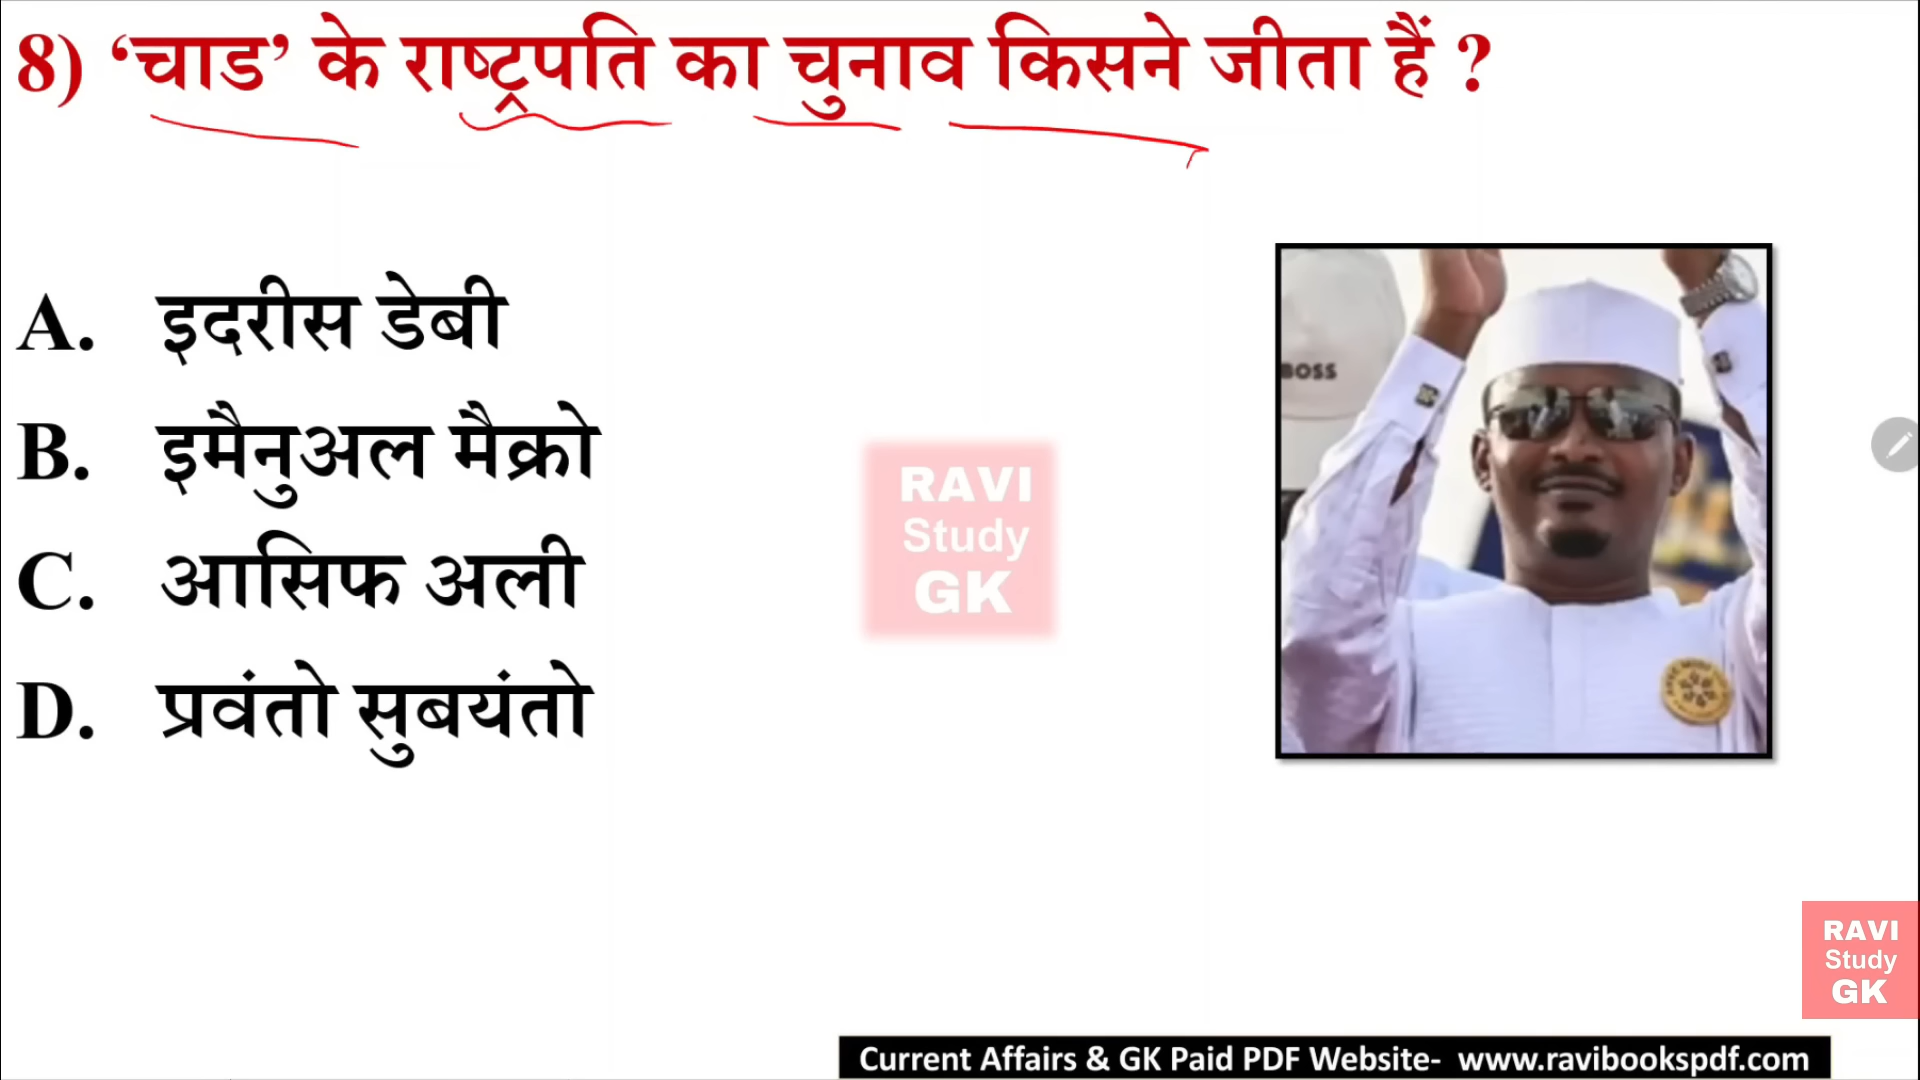 8) ‘चाड’ के राष्ट्रपति का चुनाव किसने जीता हैं ?
A. इदरीस डेबी
B. इमैनुअल मैक्रो
C. आसिफ अली
D. प्रवंतो सुबयंतो
BOSS
RAVI
Study
GK
RAVI
Study
GK
Current Affairs & GK Paid PDF Website- www.ravibookspdf.com